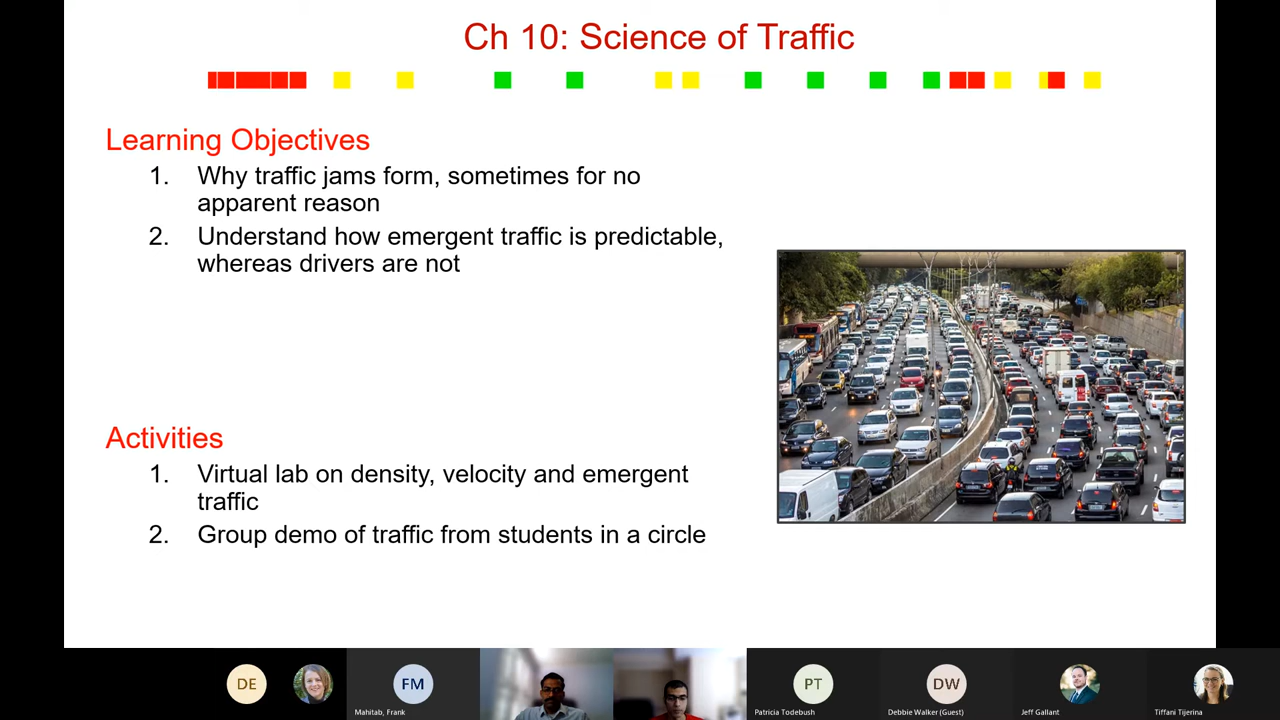 Ch 10: Science of Traffic
Learning Objectives
1. Why traffic jams form, sometimes for no
apparent reason
2. Understand how emergent traffic is predictable,
whereas drivers are not
Activities
1. Virtual lab on density, velocity and emergent
traffic
2. Group demo of traffic from students in a circle
DE
FM
PT
DW
Mahitab, Frank
Patricia Todebush
Debbie Walker (Guest)
Jeff Gallant
Tiffani Tijerina